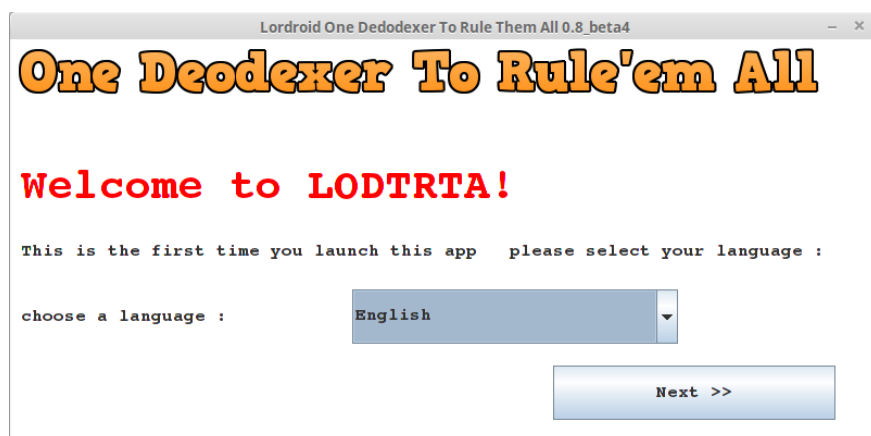 Lordroid One Dedodexer To Rule Them All 0.8_beta4
One Deodexer To Rule'em All
Welcome to LODTRTA!
This is the first time you launch this app please select your language :
choose a language :
English
Next >>